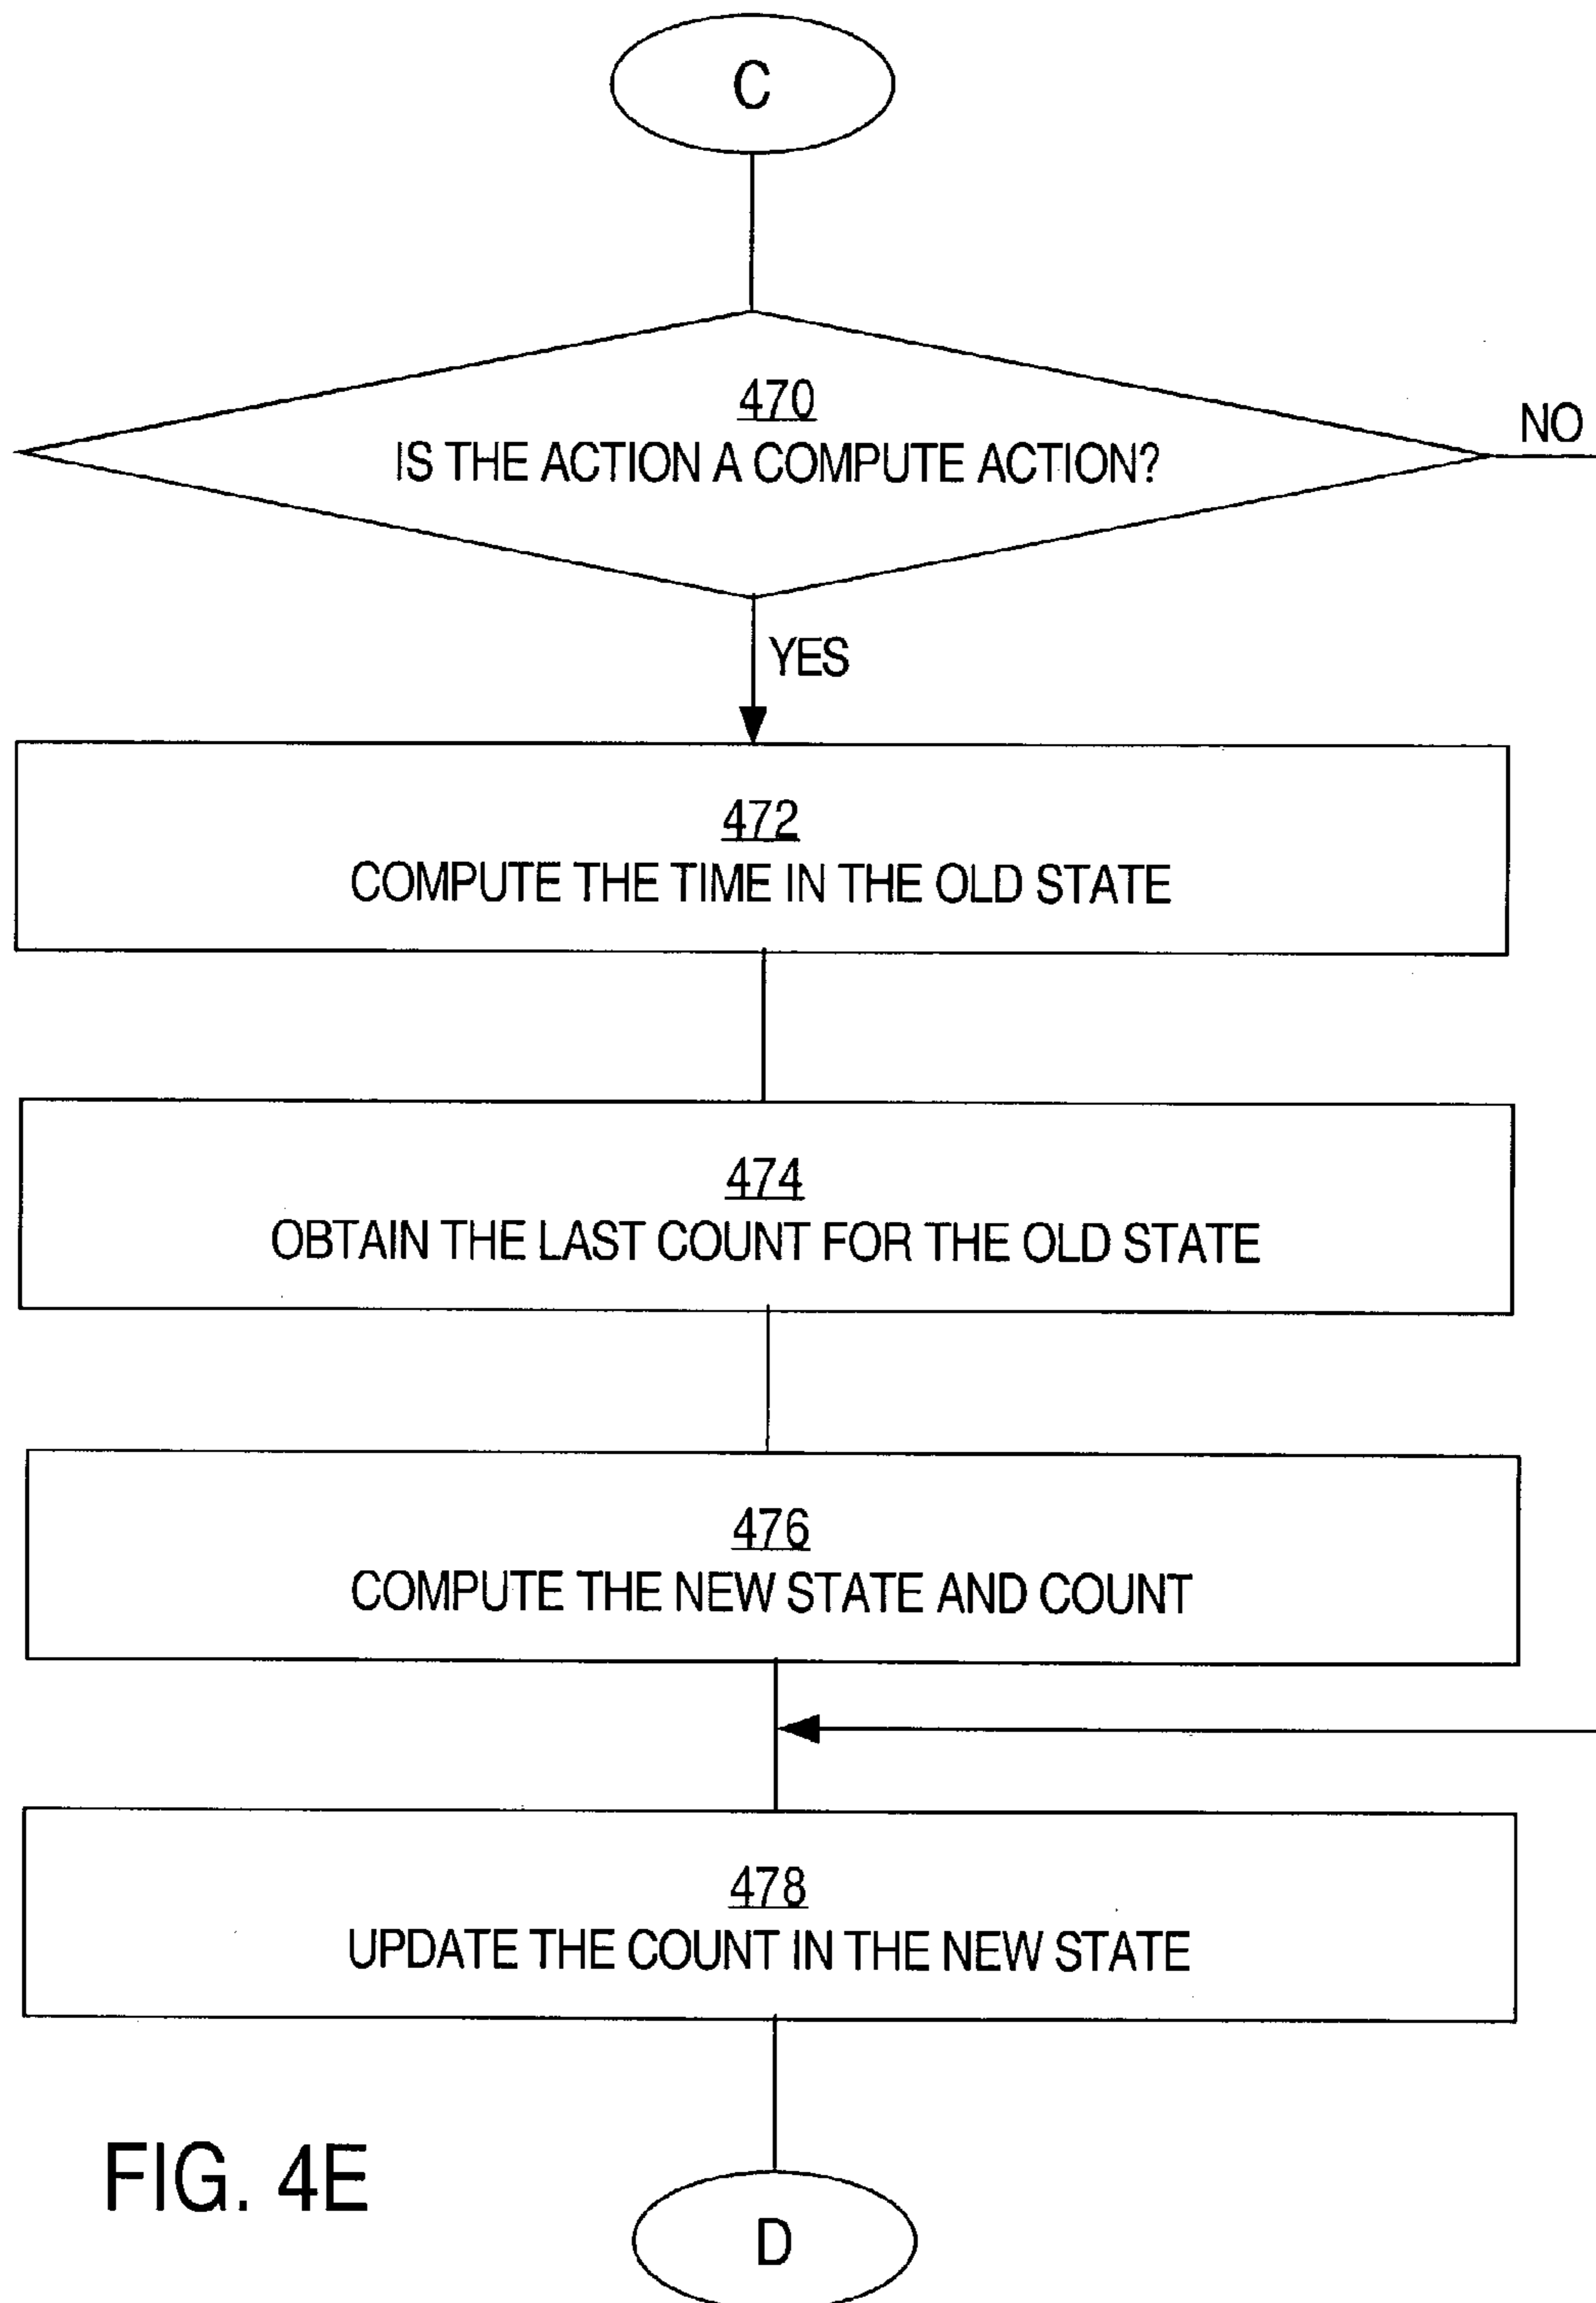 C
470
IS THE ACTION A COMPUTE ACTION?
NO
YES
472
COMPUTE THE TIME IN THE OLD STATE
474
OBTAIN THE LAST COUNT FOR THE OLD STATE
476
COMPUTE THE NEW STATE AND COUNT
478
UPDATE THE COUNT IN THE NEW STATE
FIG. 4E
D